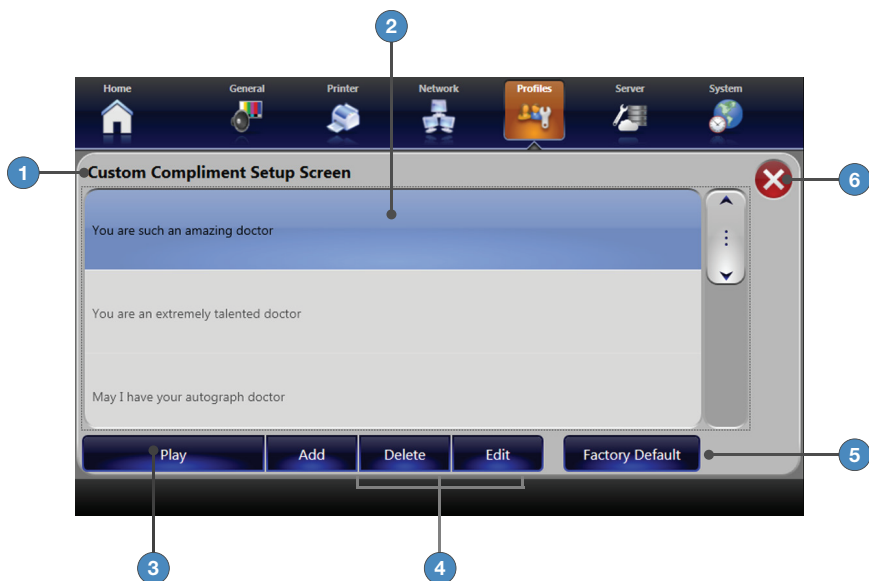 2
Home General Printer Network Profiles Server System
1 Custom Compliment Setup Screen 6
You are such an amazing doctor
You are an extremely talented doctor
May I have your autograph doctor
Play Add Delete Edit Factory Default 5
3 4